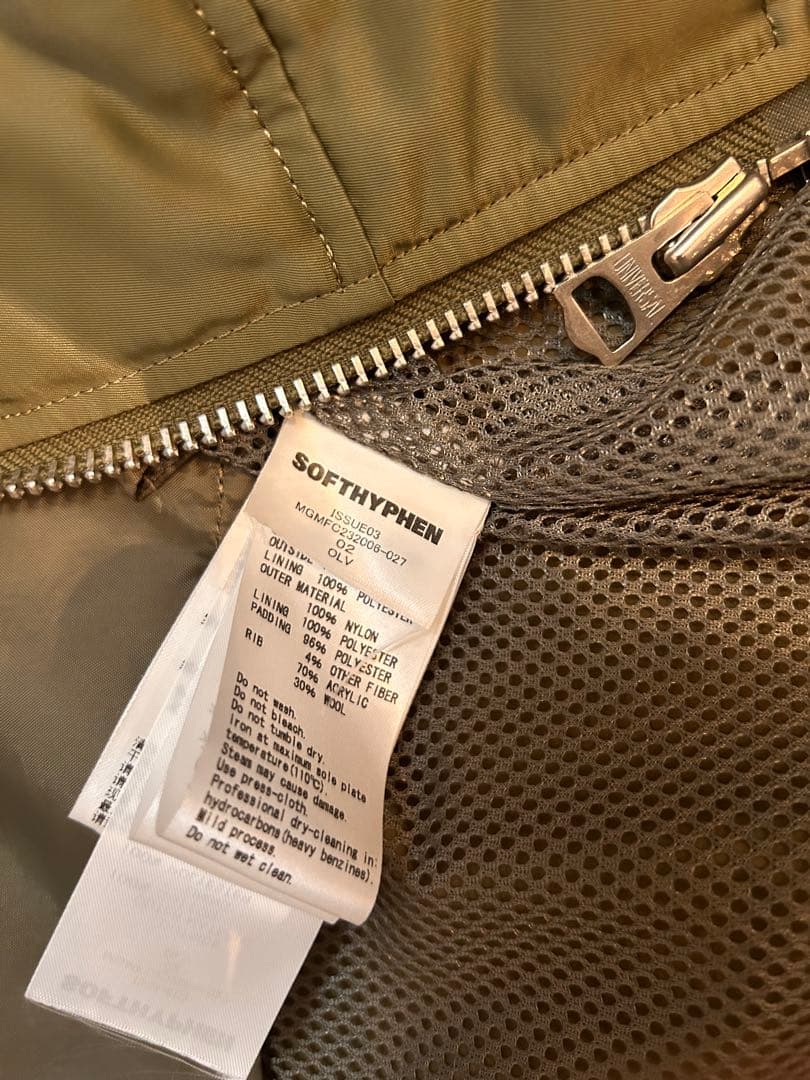 UNIVERSAL
SOFTHYPHEN
ISSUE03
MGMFC232006-027
02
OLV
OUTSIDE
LINING 100% POLYESTER
OUTER MATERIAL
100% NYLON
LINING 100% POLYESTER
PADDING 96% POLYESTER
4% OTHER FIBER
RIB 70% ACRYLIC
30% WOOL
Do not wash.
Do not bleach.
Do not tumble dry.
Iron at maximum sole plate
temperature(110℃).
Steam may cause damage.
Use press-cloth.
Professional dry-cleaning in
hydrocarbons(heavy benzines).
Mild process.
Do not wet clean.
SOFTHYPHEN